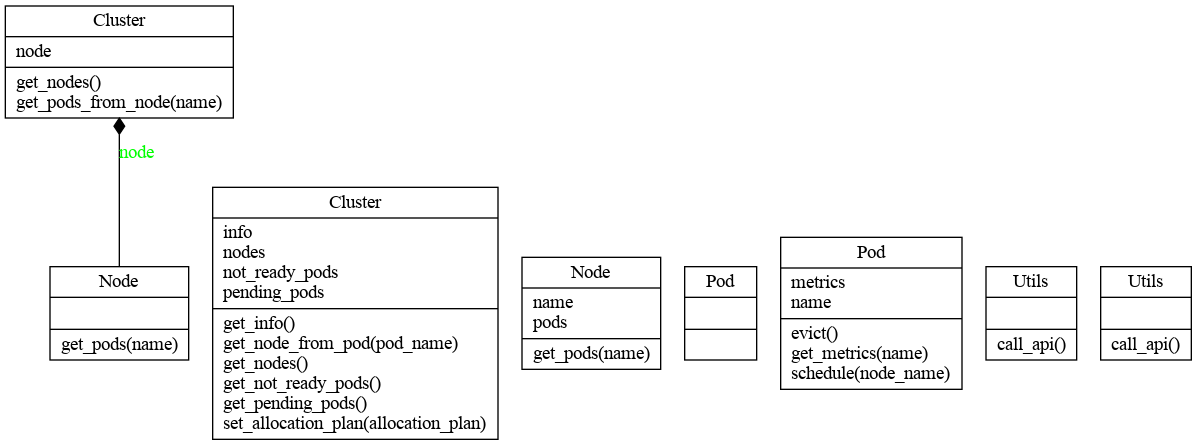 Cluster
node
get_nodes()
get_pods_from_node(name)
node
Node
get_pods(name)
Cluster
info
nodes
not_ready_pods
pending_pods
get_info()
get_node_from_pod(pod_name)
get_nodes()
get_not_ready_pods()
get_pending_pods()
set_allocation_plan(allocation_plan)
Node
name
pods
get_pods(name)
Pod
Pod
metrics
name
evict()
get_metrics(name)
schedule(node_name)
Utils
call_api()
Utils
call_api()